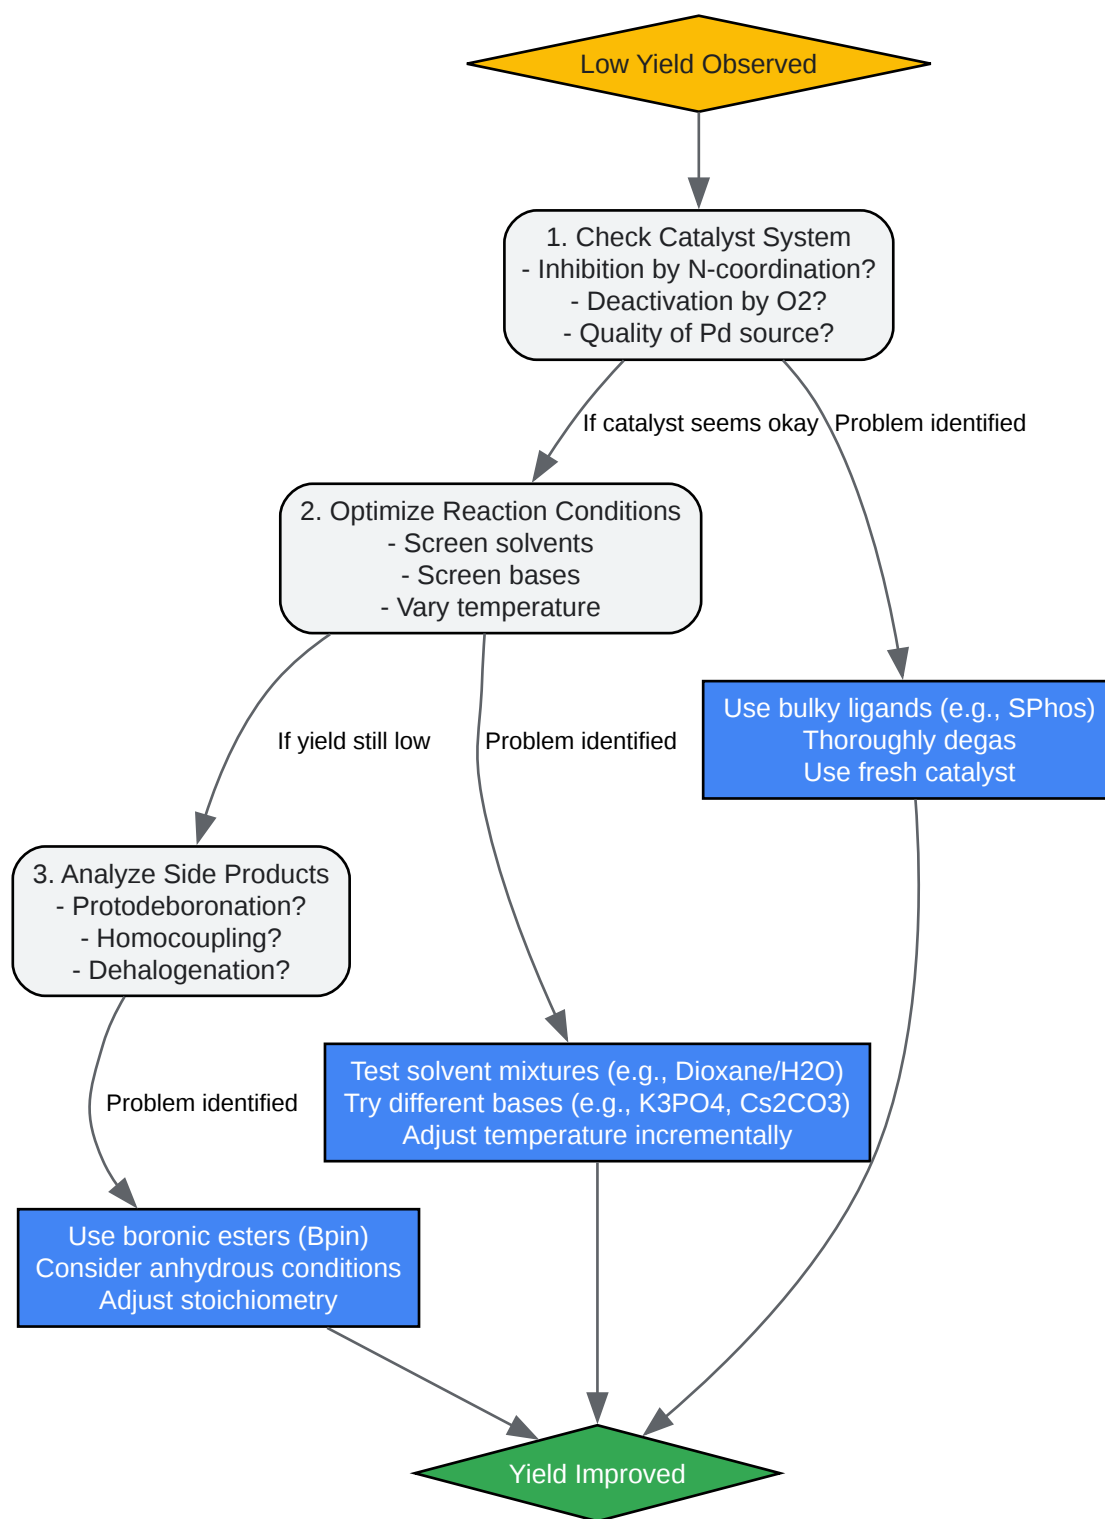 Low Yield Observed
1. Check Catalyst System
- Inhibition by N-coordination?
- Deactivation by O2?
- Quality of Pd source?
If catalyst seems okay
Problem identified
2. Optimize Reaction Conditions
- Screen solvents
- Screen bases
- Vary temperature
Use bulky ligands (e.g., SPhos)
Thoroughly degas
Use fresh catalyst
If yield still low
Problem identified
3. Analyze Side Products
- Protodeboronation?
- Homocoupling?
- Dehalogenation?
Test solvent mixtures (e.g., Dioxane/H2O)
Try different bases (e.g., K3PO4, Cs2CO3)
Adjust temperature incrementally
Problem identified
Use boronic esters (Bpin)
Consider anhydrous conditions
Adjust stoichiometry
Yield Improved